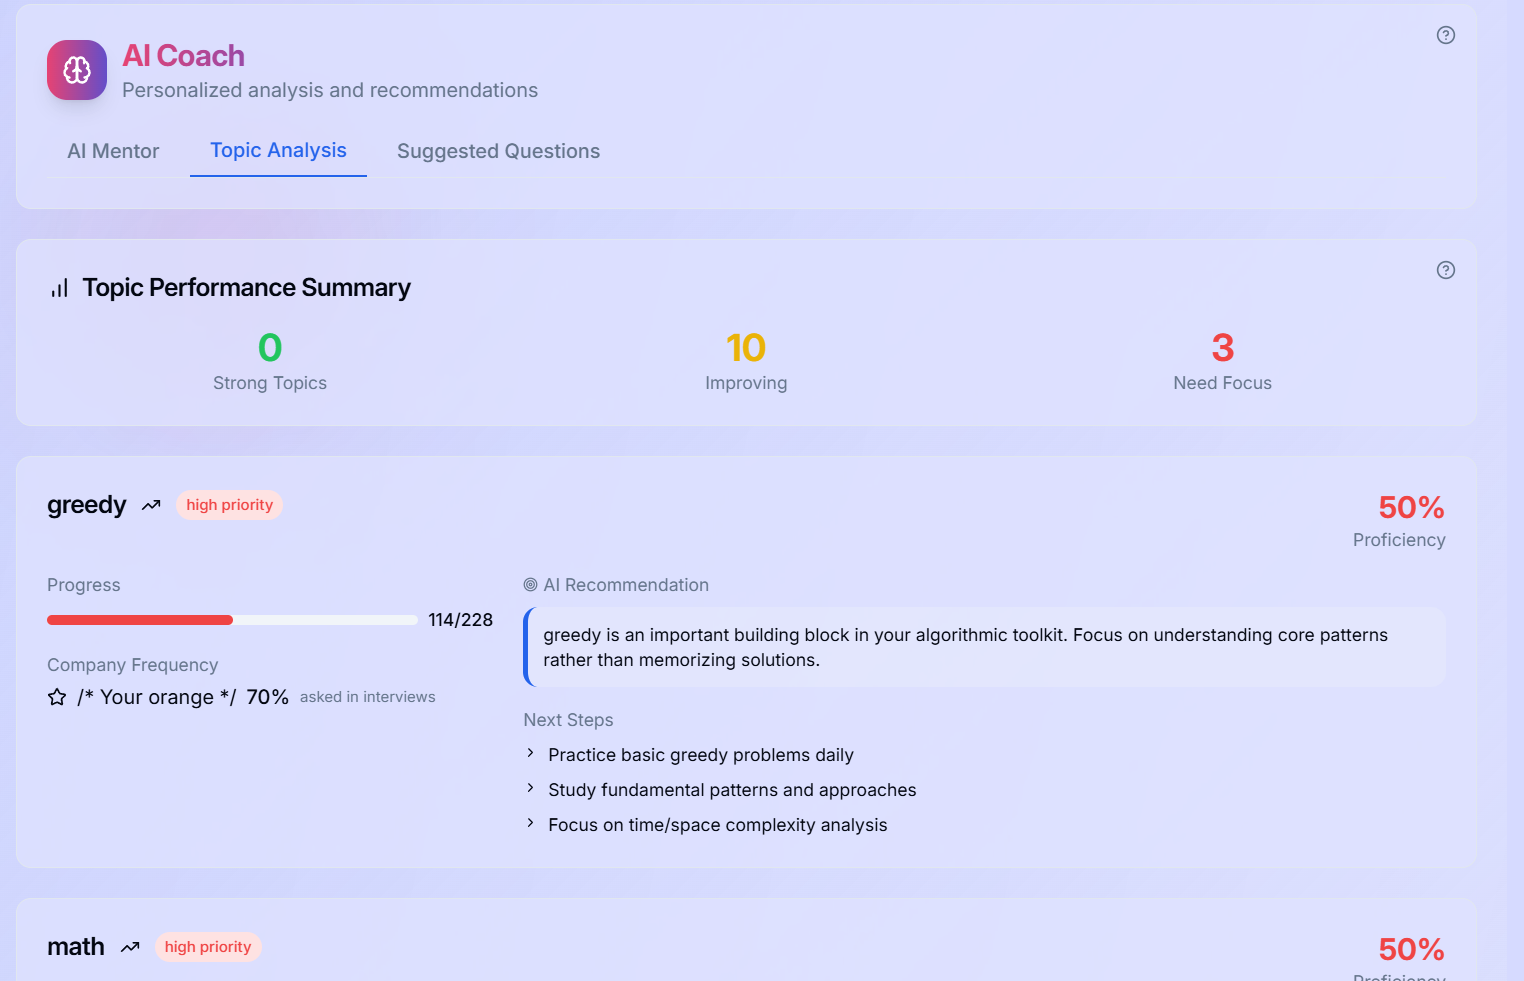 AI Coach
Personalized analysis and recommendations
AI Mentor
Topic Analysis
Suggested Questions
Topic Performance Summary
0
Strong Topics
10
Improving
3
Need Focus
greedy
high priority
50%
Proficiency
Progress
114/228
Company Frequency
/* Your orange */ 70% asked in interviews
AI Recommendation
greedy is an important building block in your algorithmic toolkit. Focus on understanding core patterns
rather than memorizing solutions.
Next Steps
Practice basic greedy problems daily
Study fundamental patterns and approaches
Focus on time/space complexity analysis
math
high priority
50%
Proficiency